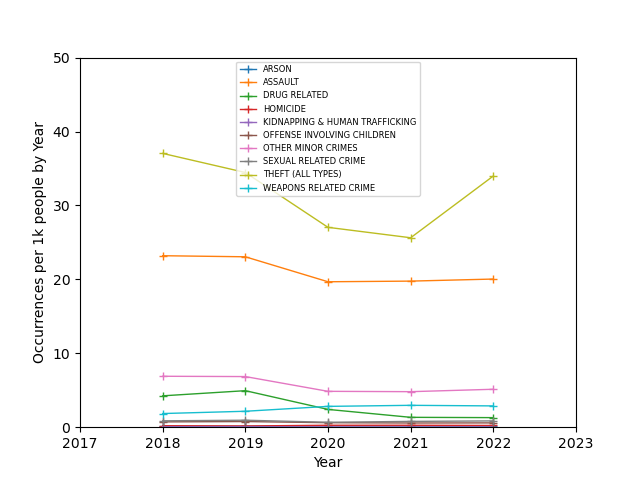 50
40
30
20
10
0
Occurrences per 1k people by Year
ARSON
ASSAULT
DRUG RELATED
HOMICIDE
KIDNAPPING & HUMAN TRAFFICKING
OFFENSE INVOLVING CHILDREN
OTHER MINOR CRIMES
SEXUAL RELATED CRIME
THEFT (ALL TYPES)
WEAPONS RELATED CRIME
2017 2018 2019 2020 2021 2022 2023
Year